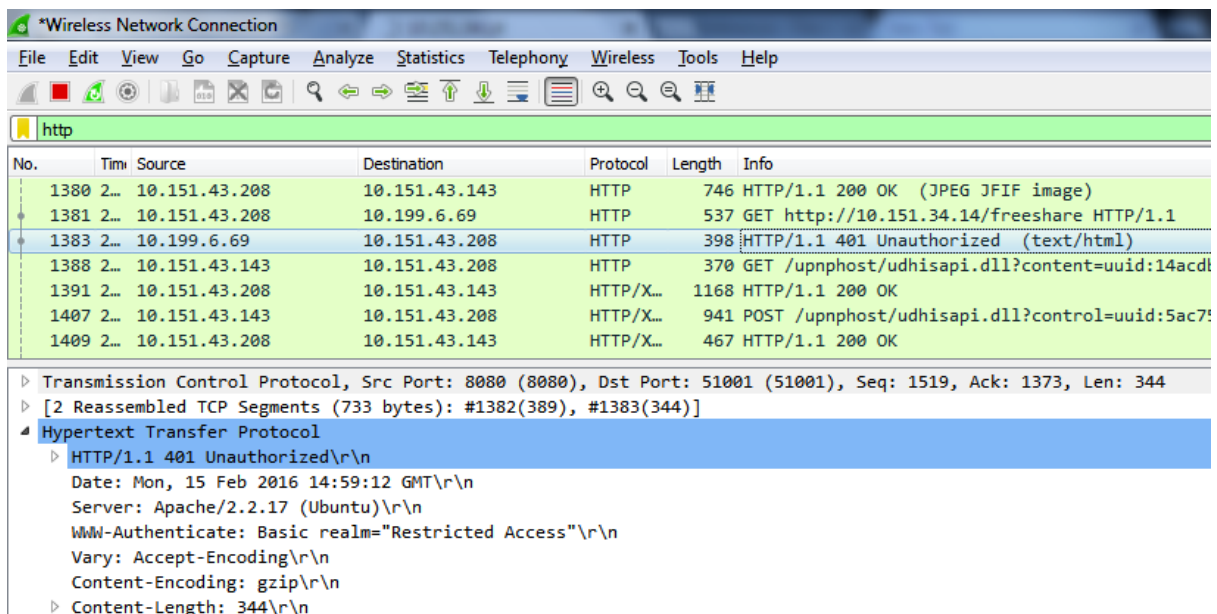 *Wireless Network Connection
File Edit View Go Capture Analyze Statistics Telephony Wireless Tools Help
http
No. Time Source Destination Protocol Length Info
1380 2... 10.151.43.208 10.151.43.143 HTTP 746 HTTP/1.1 200 OK (JPEG JFIF image)
1381 2... 10.151.43.208 10.199.6.69 HTTP 537 GET http://10.151.34.14/freeshare HTTP/1.1
1383 2... 10.199.6.69 10.151.43.208 HTTP 398 HTTP/1.1 401 Unauthorized (text/html)
1388 2... 10.151.43.143 10.151.43.208 HTTP 370 GET /upnphost/udhisapi.dll?content=uuid:14acdb
1391 2... 10.151.43.208 10.151.43.143 HTTP/X... 1168 HTTP/1.1 200 OK
1407 2... 10.151.43.143 10.151.43.208 HTTP/X... 941 POST /upnphost/udhisapi.dll?control=uuid:5ac75
1409 2... 10.151.43.208 10.151.43.143 HTTP/X... 467 HTTP/1.1 200 OK
Transmission Control Protocol, Src Port: 8080 (8080), Dst Port: 51001 (51001), Seq: 1519, Ack: 1373, Len: 344
[2 Reassembled TCP Segments (733 bytes): #1382(389), #1383(344)]
Hypertext Transfer Protocol
HTTP/1.1 401 Unauthorized\r\n
Date: Mon, 15 Feb 2016 14:59:12 GMT\r\n
Server: Apache/2.2.17 (Ubuntu)\r\n
WWW-Authenticate: Basic realm="Restricted Access"\r\n
Vary: Accept-Encoding\r\n
Content-Encoding: gzip\r\n
Content-Length: 344\r\n